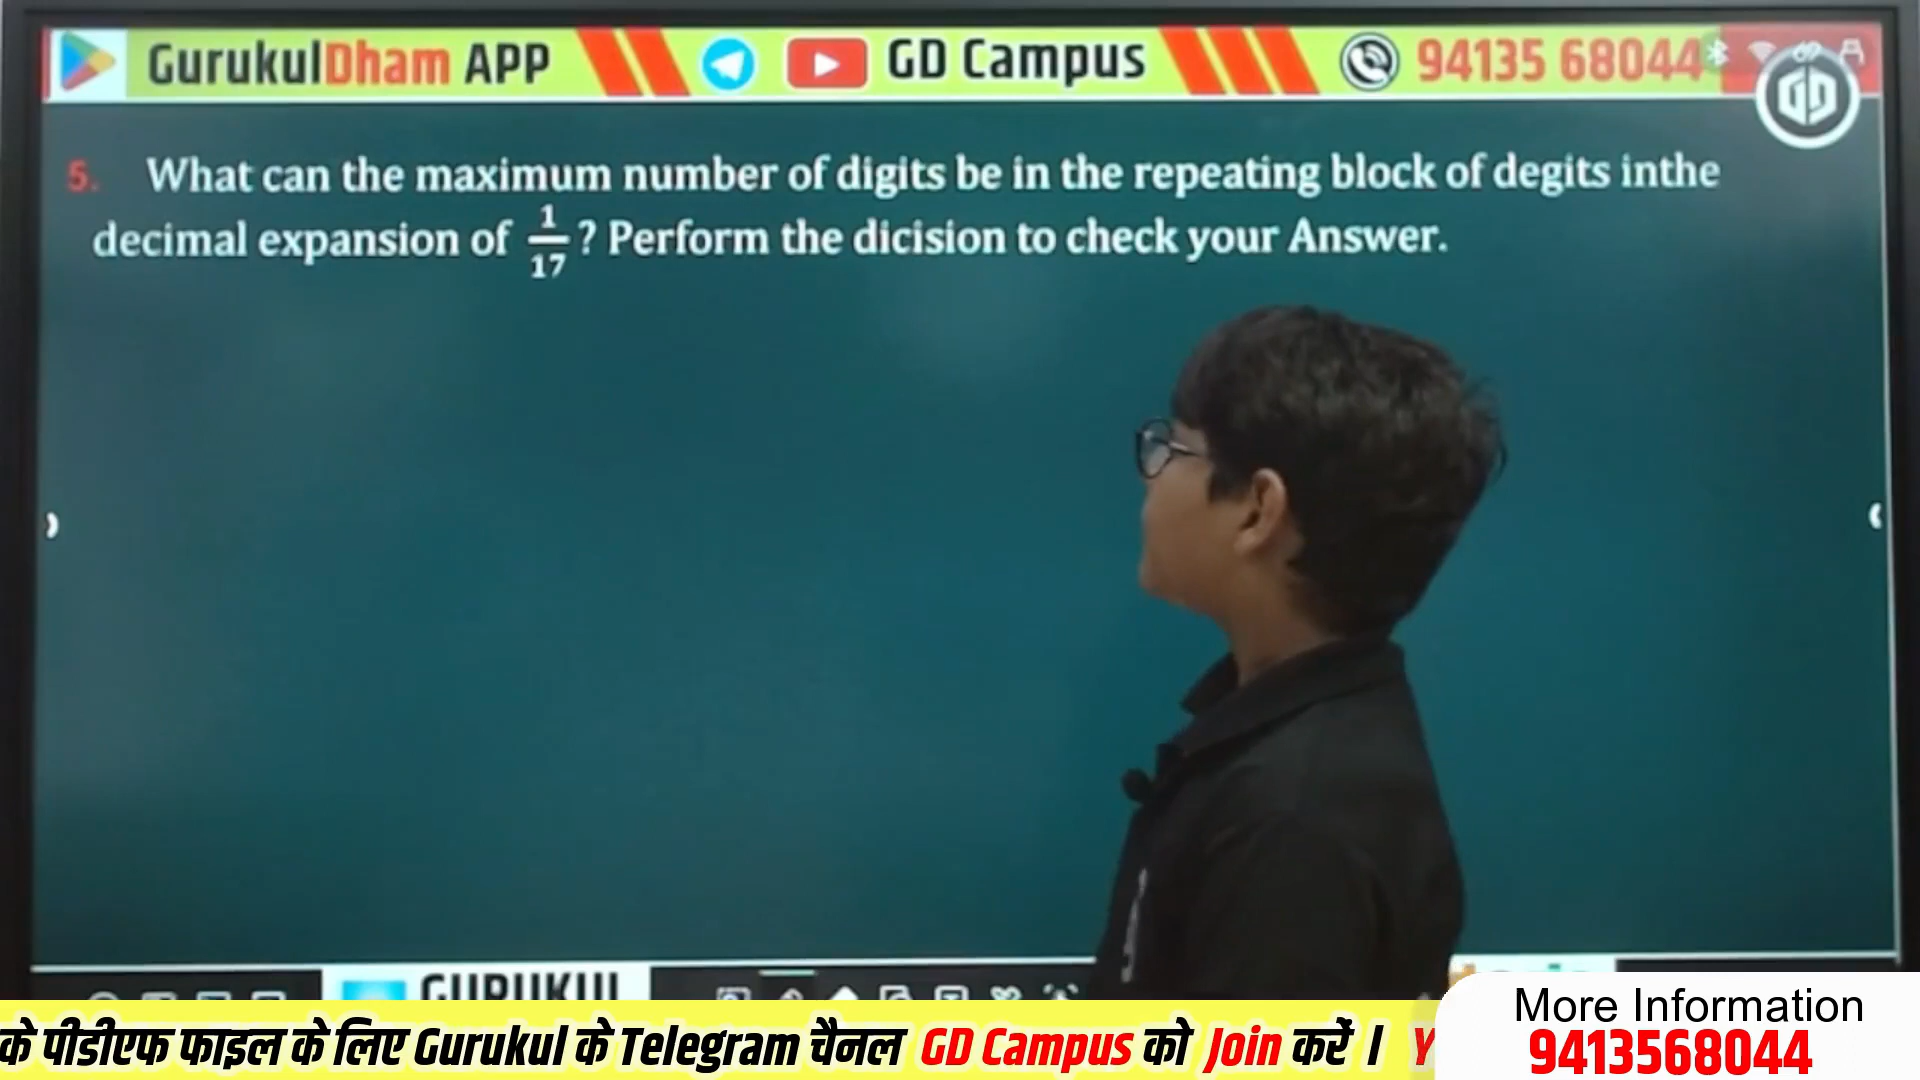 GurukulDham APP GD Campus 94135 68044
GD
5. What can the maximum number of digits be in the repeating block of degits inthe
decimal expansion of 1/17? Perform the dicision to check your Answer.
GURUKUL
More Information
के पीडीएफ फाइल के लिए Gurukul के Telegram चैनल GD Campus को Join करें । Y
9413568044